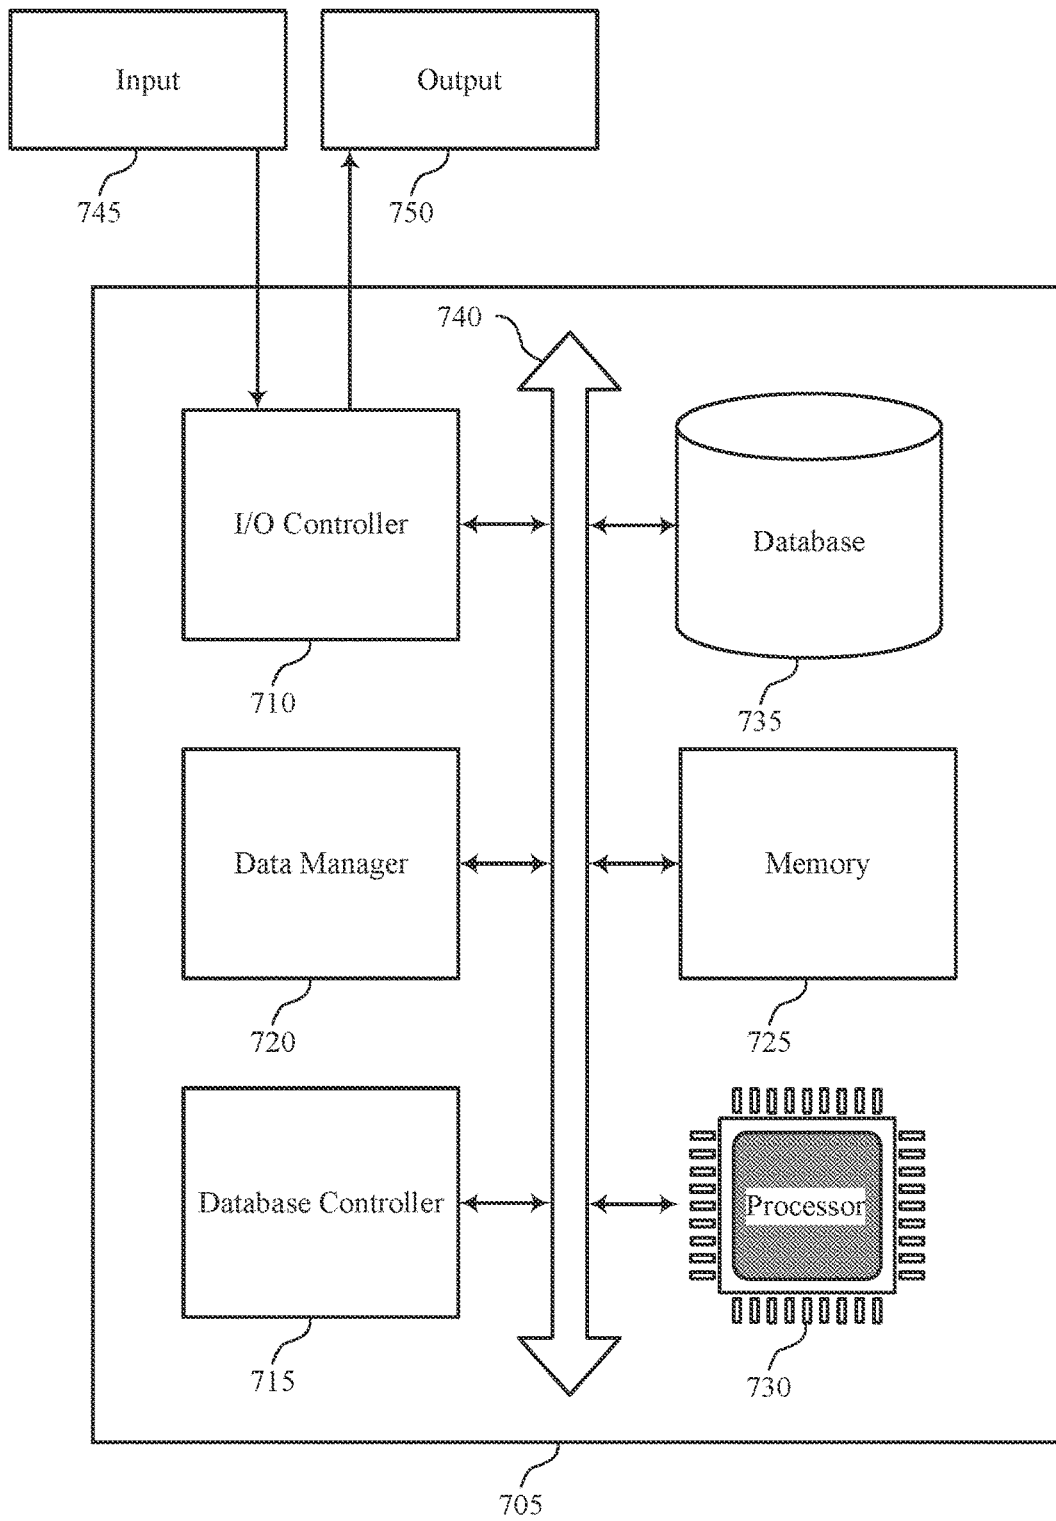 Input
Output
745
750
740
I/O Controller
Database
710
735
Data Manager
Memory
720
725
Database Controller
Processor
715
730
705